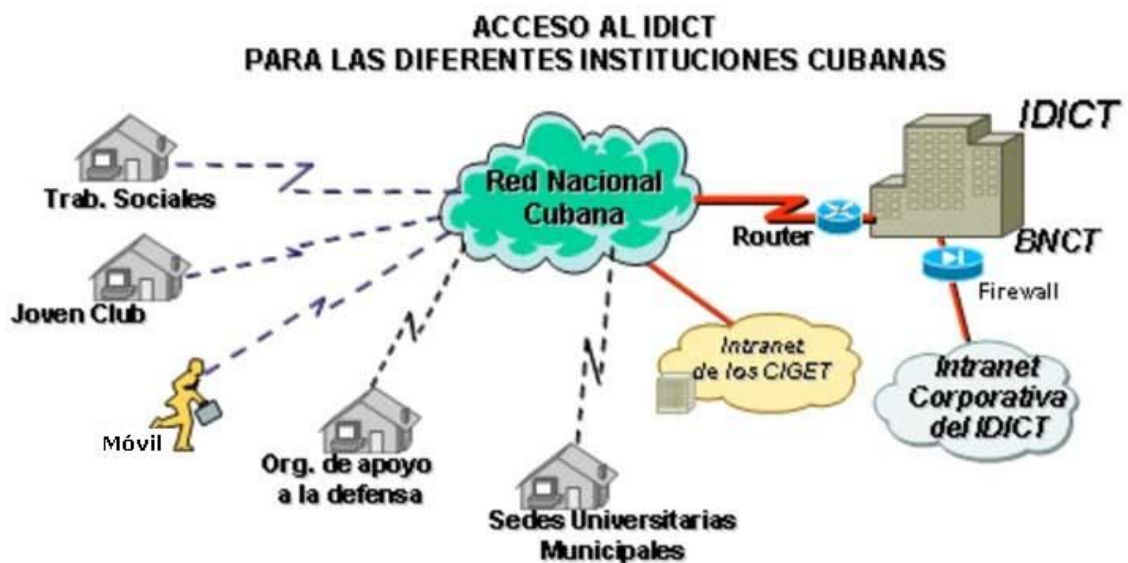 ACCESO AL IDICT
PARA LAS DIFERENTES INSTITUCIONES CUBANAS
IDICT
Trab. Sociales
Red Nacional
Cubana
Router
BNCT
Firewall
Joven Club
Intranet
de los CIGET
Intranet
Corporativa
del IDICT
Móvil
Org. de apoyo
a la defensa
Sedes Universitarias
Municipales